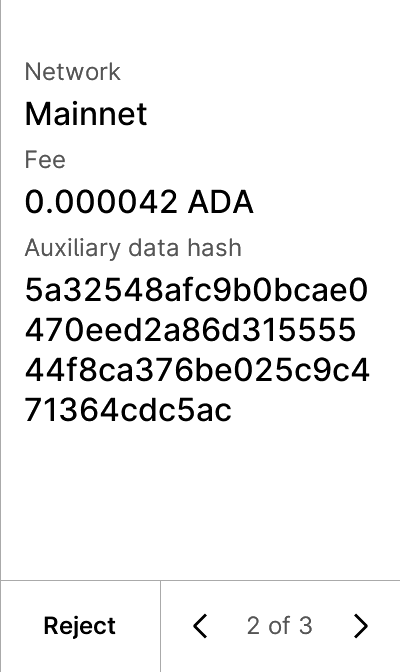 Network
Mainnet
Fee
0.000042 ADA
Auxiliary data hash
5a32548afc9b0bcae0
470eed2a86d315555
44f8ca376be025c9c4
71364cdc5ac
Reject
2 of 3